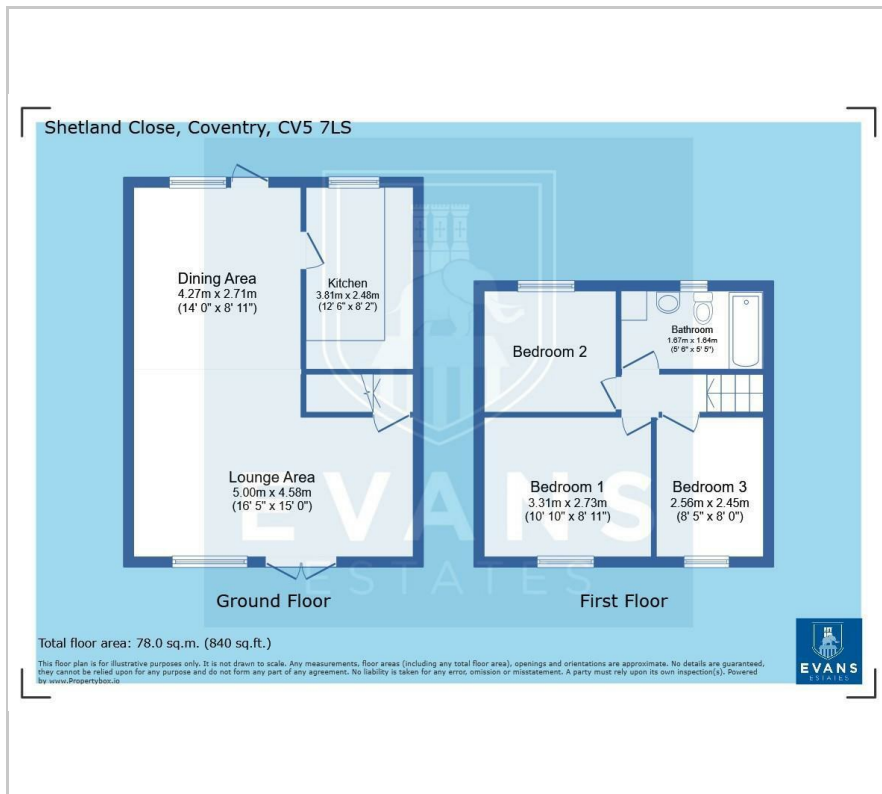 Shetland Close, Coventry, CV5 7LS
Dining Area
4.27m x 2.71m
(14' 0" x 8' 11")
Kitchen
3.81m x 2.48m
(12' 6" x 8' 2")
Lounge Area
5.00m x 4.58m
(16' 5" x 15' 0")
Ground Floor
Bedroom 2
Bathroom
1.67m x 1.64m
(5' 6" x 5' 5")
Bedroom 1
3.31m x 2.73m
(10' 10" x 8' 11")
Bedroom 3
2.56m x 2.45m
(8' 5" x 8' 0")
First Floor
EVANS
ESTATES
Total floor area: 78.0 sq.m. (840 sq.ft.)
This floor plan is for illustrative purposes only. It is not drawn to scale. Any measurements, floor areas (including any total floor area), openings and orientations are approximate. No details are guaranteed,
they cannot be relied upon for any purpose and do not form any part of any agreement. No liability is taken for any error, omission or misstatement. A party must rely upon its own inspection(s). Powered
by www.Propertybox.io
EVANS
ESTATES